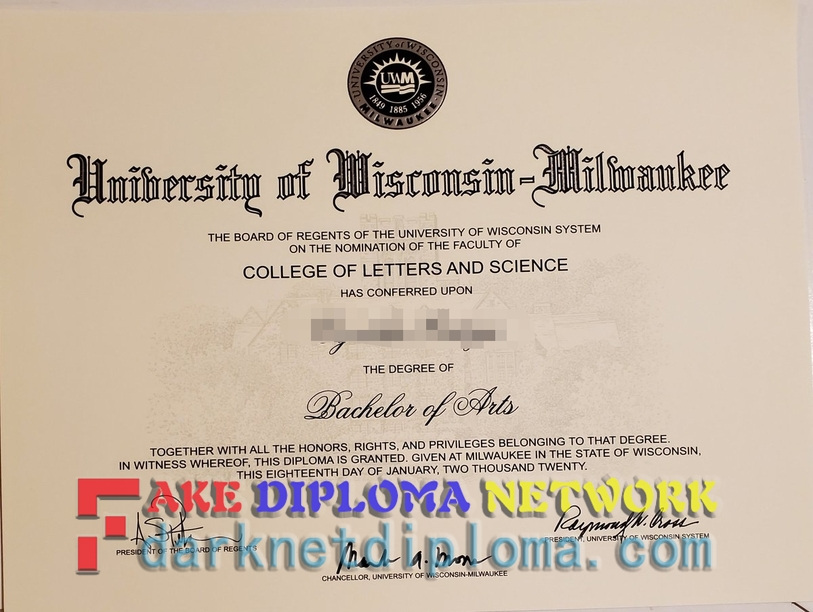 UNIVERSITY of WISCONSIN
UWM
1849 1885 1956
MILWAUKEE
University of Wisconsin-Milwaukee
THE BOARD OF REGENTS OF THE UNIVERSITY OF WISCONSIN SYSTEM
ON THE NOMINATION OF THE FACULTY OF
COLLEGE OF LETTERS AND SCIENCE
HAS CONFERRED UPON
THE DEGREE OF
Bachelor of Arts
TOGETHER WITH ALL THE HONORS, RIGHTS, AND PRIVILEGES BELONGING TO THAT DEGREE.
IN WITNESS WHEREOF, THIS DIPLOMA IS GRANTED. GIVEN AT MILWAUKEE IN THE STATE OF WISCONSIN,
THIS EIGHTEENTH DAY OF JANUARY, TWO THOUSAND TWENTY.
FAKE DIPLOMA NETWORK
darknetdiploma.com
Raymond W. Cross
PRESIDENT OF THE BOARD OF REGENTS
PRESIDENT, UNIVERSITY OF WISCONSIN SYSTEM
Mark A. Mone
CHANCELLOR, UNIVERSITY OF WISCONSIN-MILWAUKEE